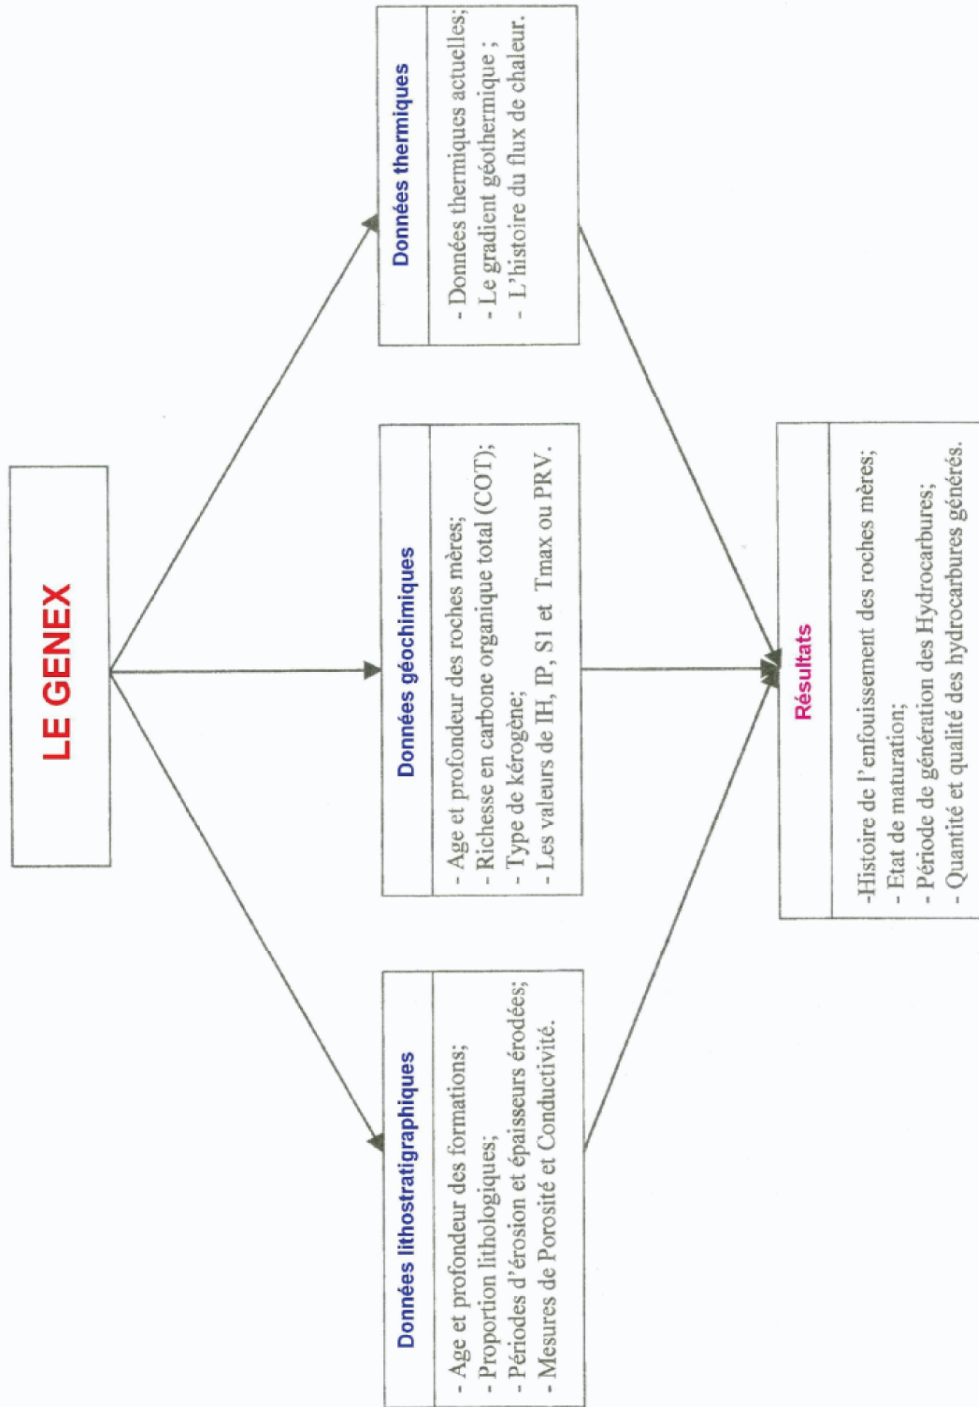 LE GENEX
Données lithostratigraphiques
- Age et profondeur des formations;
- Proportion lithologiques;
- Périodes d'érosion et épaisseurs érodées;
- Mesures de Porosité et Conductivité.
Données géochimiques
- Age et profondeur des roches mères;
- Richesse en carbone organique total (COT);
- Type de kérogène;
- Les valeurs de IH, IP, S1 et Tmax ou PRV.
Données thermiques
- Données thermiques actuelles;
- Le gradient géothermique ;
- L'histoire du flux de chaleur.
Résultats
-Histoire de l'enfouissement des roches mères;
- Etat de maturation;
- Période de génération des Hydrocarbures;
- Quantité et qualité des hydrocarbures générés.